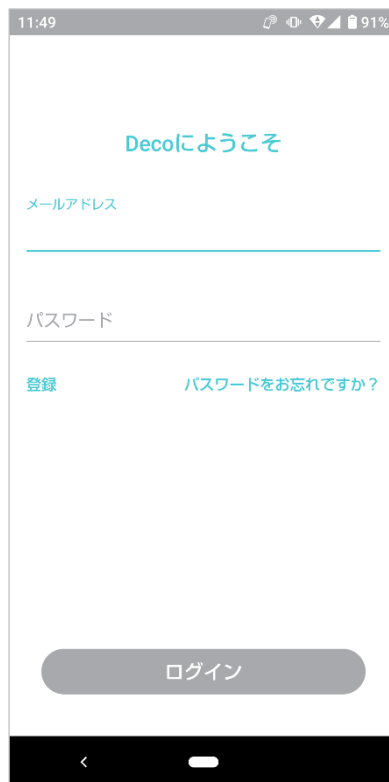 11:49
91%
Decoにようこそ
メールアドレス
パスワード
登録
パスワードをお忘れですか？
ログイン